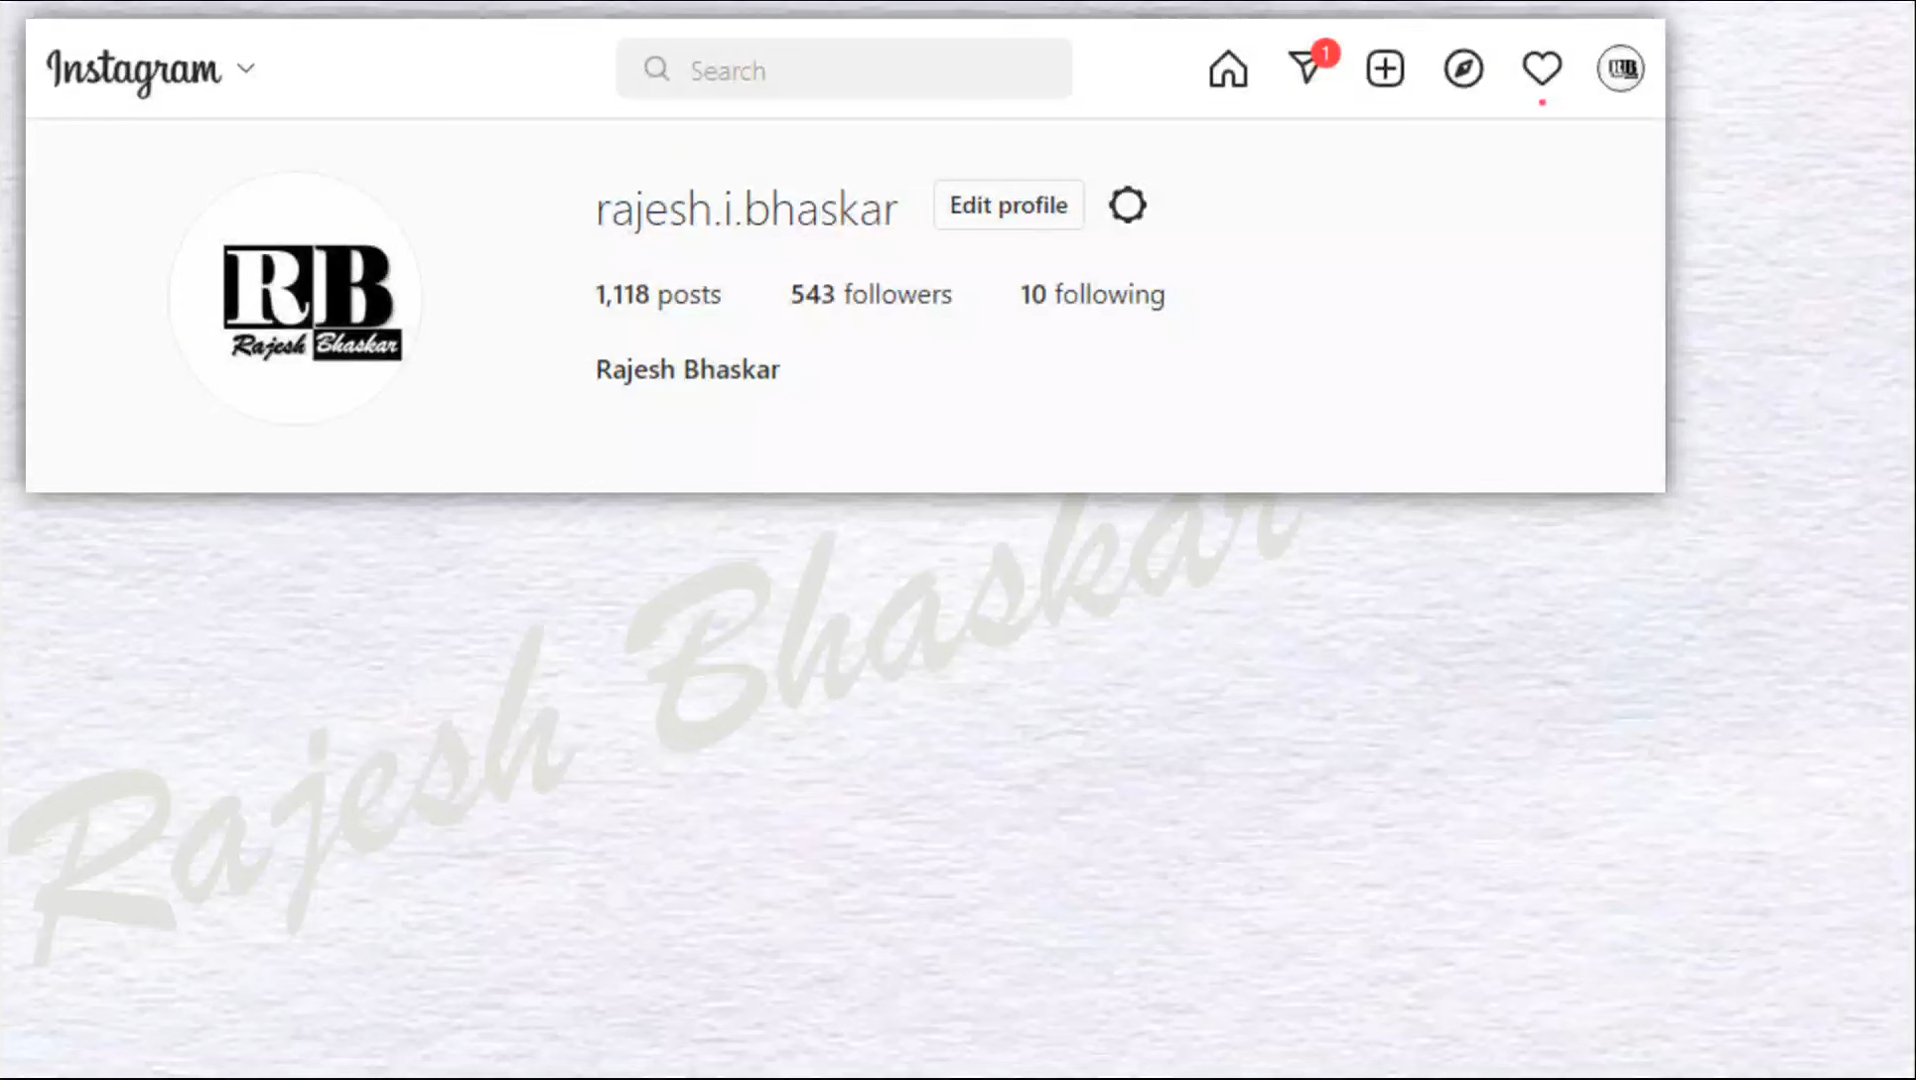 Instagram
Search
1
RB
rajesh.i.bhaskar
Edit profile
RB
Rajesh Bhaskar
1,118 posts
543 followers
10 following
Rajesh Bhaskar
Rajesh Bhaskar